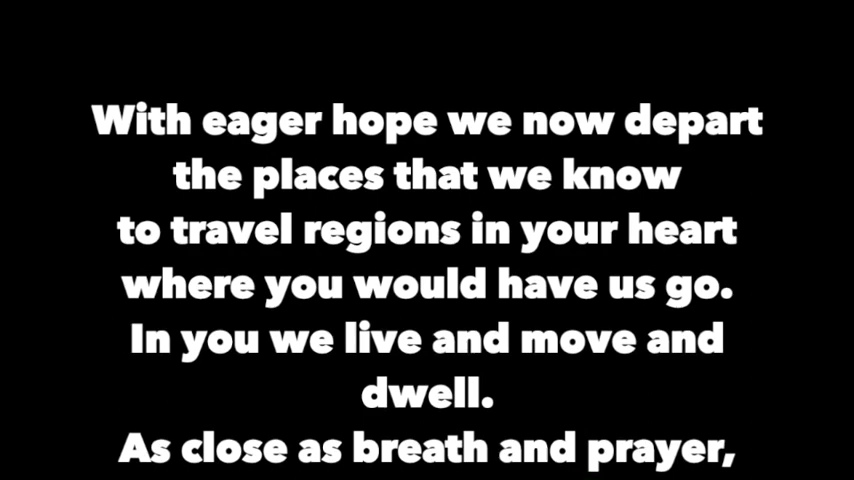 With eager hope we now depart
the places that we know
to travel regions in your heart
where you would have us go.
In you we live and move and
dwell.
As close as breath and prayer,